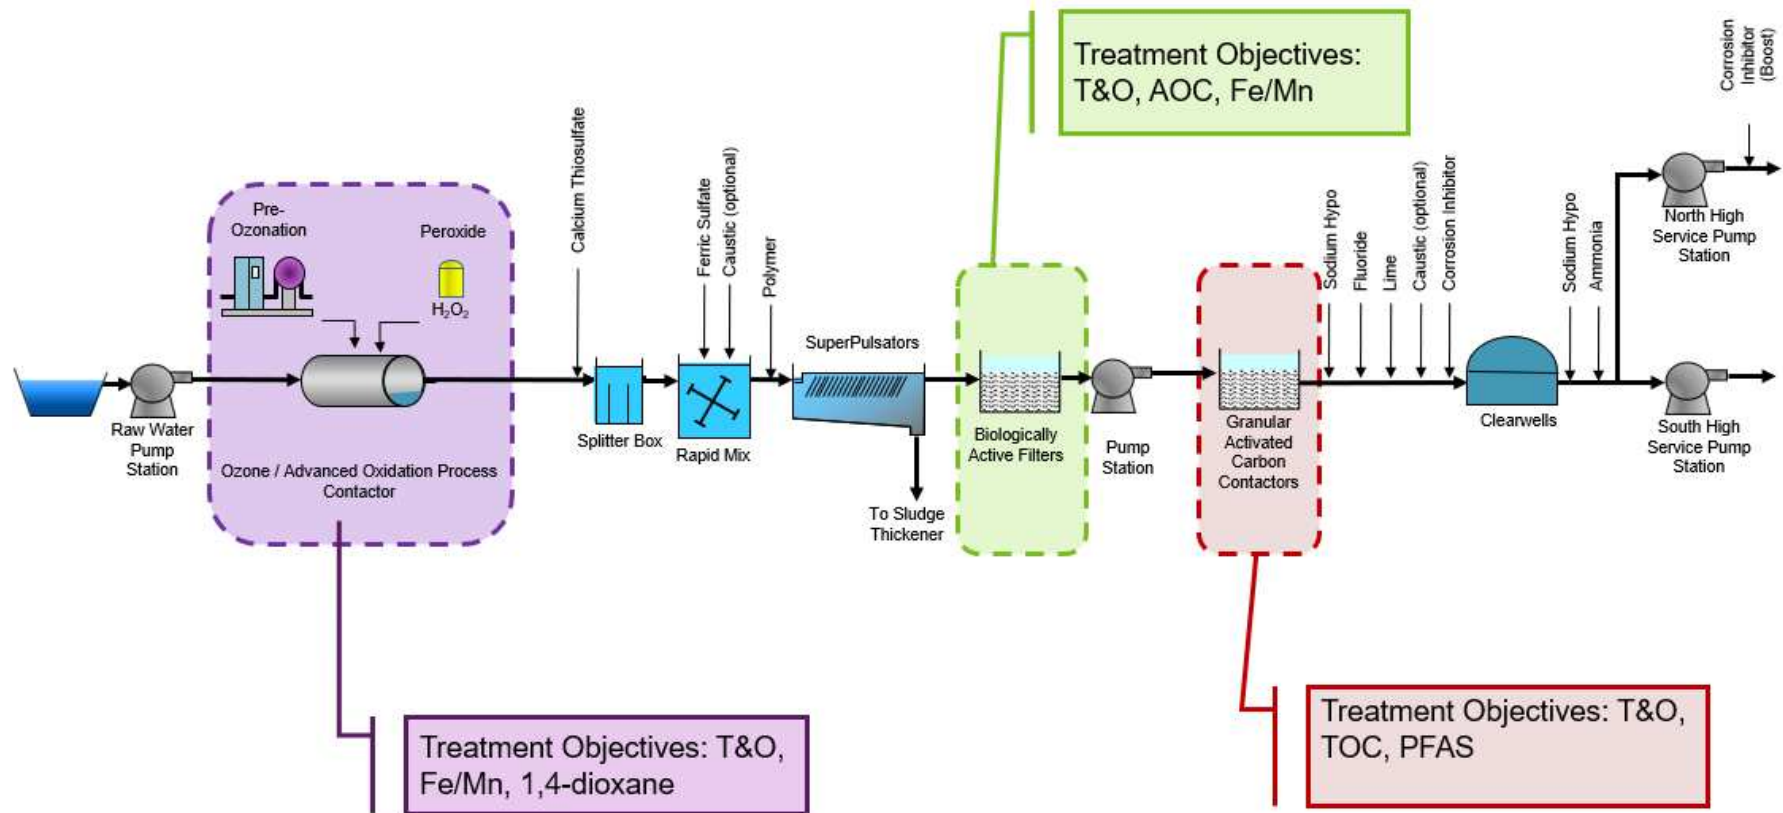 Treatment Objectives:
T&O, AOC, Fe/Mn
Corrosion
Inhibitor
(Boost)
Pre-
Ozonation
Peroxide
H₂O₂
Calcium Thiosulfate
Ferric Sulfate
Caustic (optional)
Polymer
SuperPulsators
Sodium Hypo
Fluoride
Lime
Caustic (optional)
Corrosion Inhibitor
Sodium Hypo
Ammonia
North High
Service Pump
Station
Raw Water
Pump
Station
Ozone / Advanced Oxidation Process
Contactor
Splitter Box
Rapid Mix
To Sludge
Thickener
Biologically
Active Filters
Pump
Station
Granular
Activated
Carbon
Contactors
Clearwells
South High
Service Pump
Station
Treatment Objectives: T&O,
Fe/Mn, 1,4-dioxane
Treatment Objectives: T&O,
TOC, PFAS